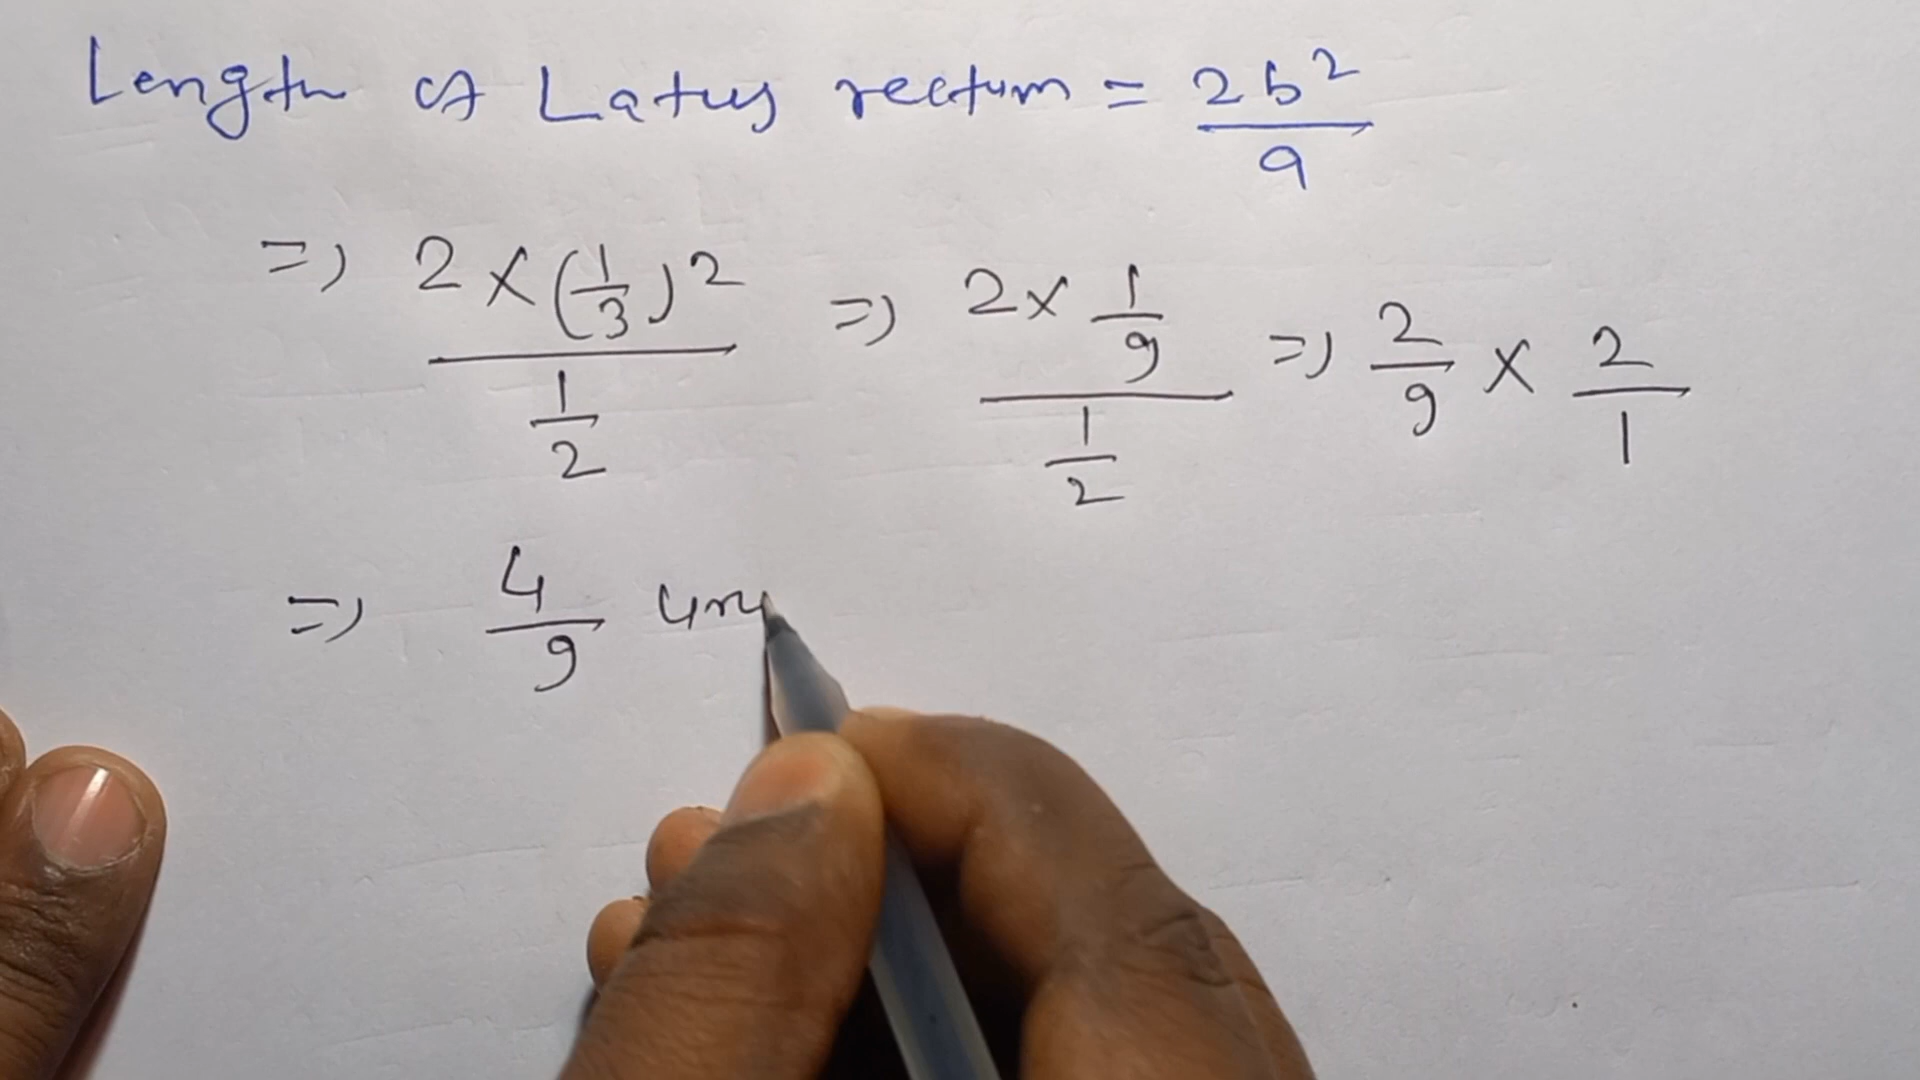 Length of Latus rectum = 2b²/a
=> (2 × (1/3)²)/(1/2) => (2 × 1/9)/(1/2) => 2/9 × 2/1
=> 4/9 uni